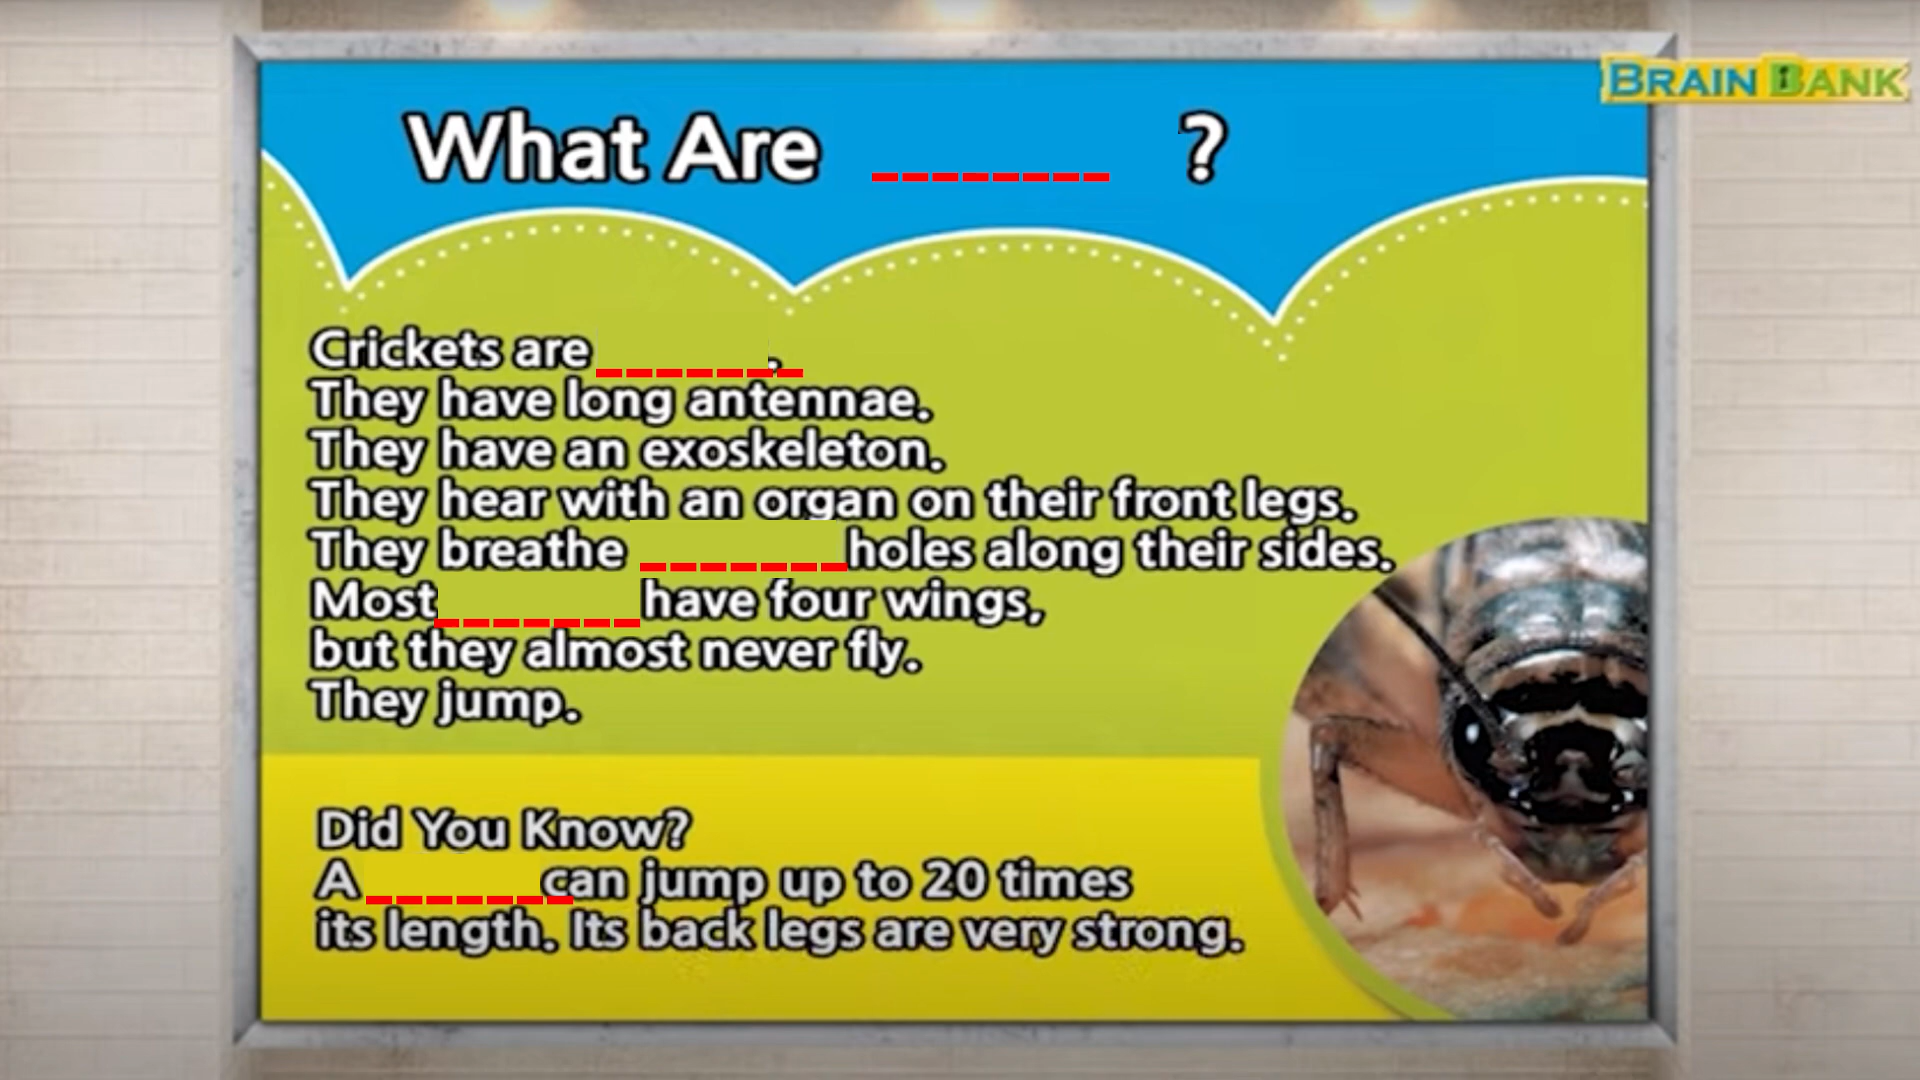 BRAIN BANK
What Are _ _ _ _ _ _ _ _ ?
Crickets are _ _ _ _ _ _ _.
They have long antennae.
They have an exoskeleton.
They hear with an organ on their front legs.
They breathe _ _ _ _ _ _ _ holes along their sides.
Most _ _ _ _ _ _ _ have four wings,
but they almost never fly.
They jump.
Did You Know?
A _ _ _ _ _ _ _ can jump up to 20 times
its length. Its back legs are very strong.